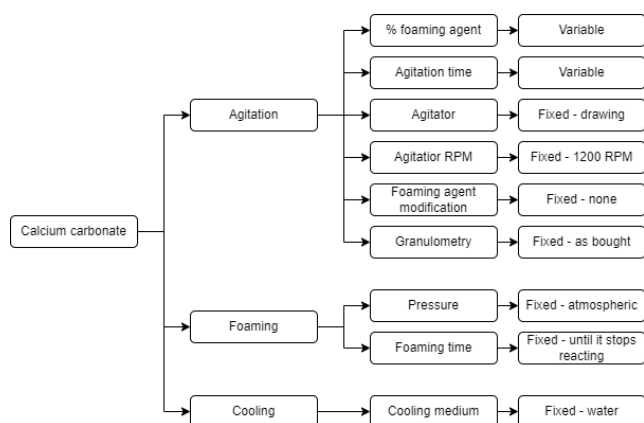 % foaming agent
Variable
Agitation time
Variable
Agitation
Agitator
Fixed - drawing
Agitatior RPM
Fixed - 1200 RPM
Foaming agent
modification
Fixed - none
Calcium carbonate
Granulometry
Fixed - as bought
Pressure
Fixed - atmospheric
Foaming
Foaming time
Fixed - until it stops
reacting
Cooling
Cooling medium
Fixed - water